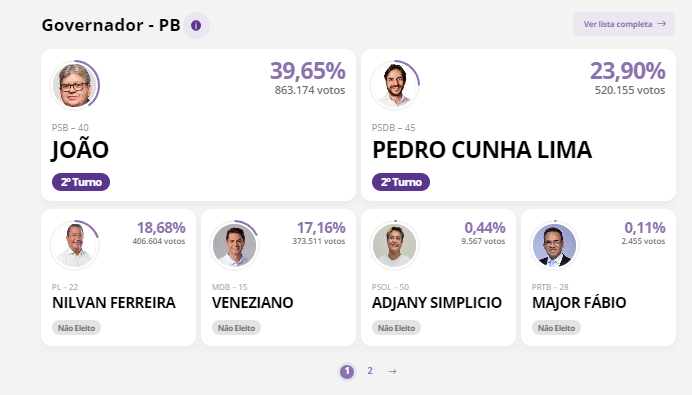 Governador - PB
Ver lista completa
39,65%
863.174 votos
PSB – 40
JOÃO
2º Turno
23,90%
520.155 votos
PSDB – 45
PEDRO CUNHA LIMA
2º Turno
18,68%
406.604 votos
PL – 22
NILVAN FERREIRA
Não Eleito
17,16%
373.511 votos
MDB – 15
VENEZIANO
Não Eleito
0,44%
9.567 votos
PSOL – 50
ADJANY SIMPLICIO
Não Eleito
0,11%
2.455 votos
PRTB – 28
MAJOR FÁBIO
Não Eleito
1 2